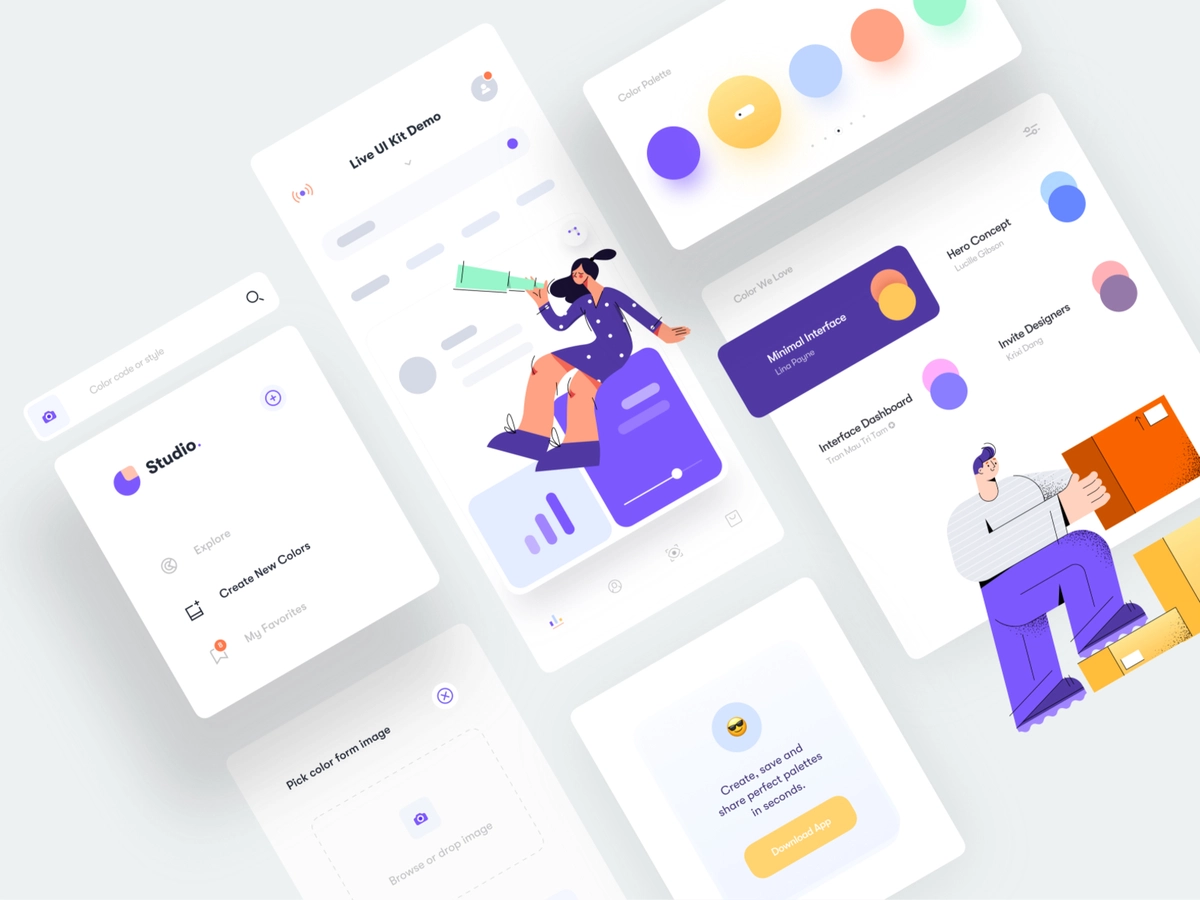 Color Palette
Live UI Kit Demo
Color We Love
Hero Concept
Lucille Gibson
Minimal Interface
Lina Payne
Invite Designers
Krixi Dang
Interface Dashboard
Tran Mau Tri Tam
Color code or style
Studio.
Explore
Create New Colors
My Favorites
Pick color form image
Browse or drop image
Create, save and
share perfect palettes
in seconds.
Download App